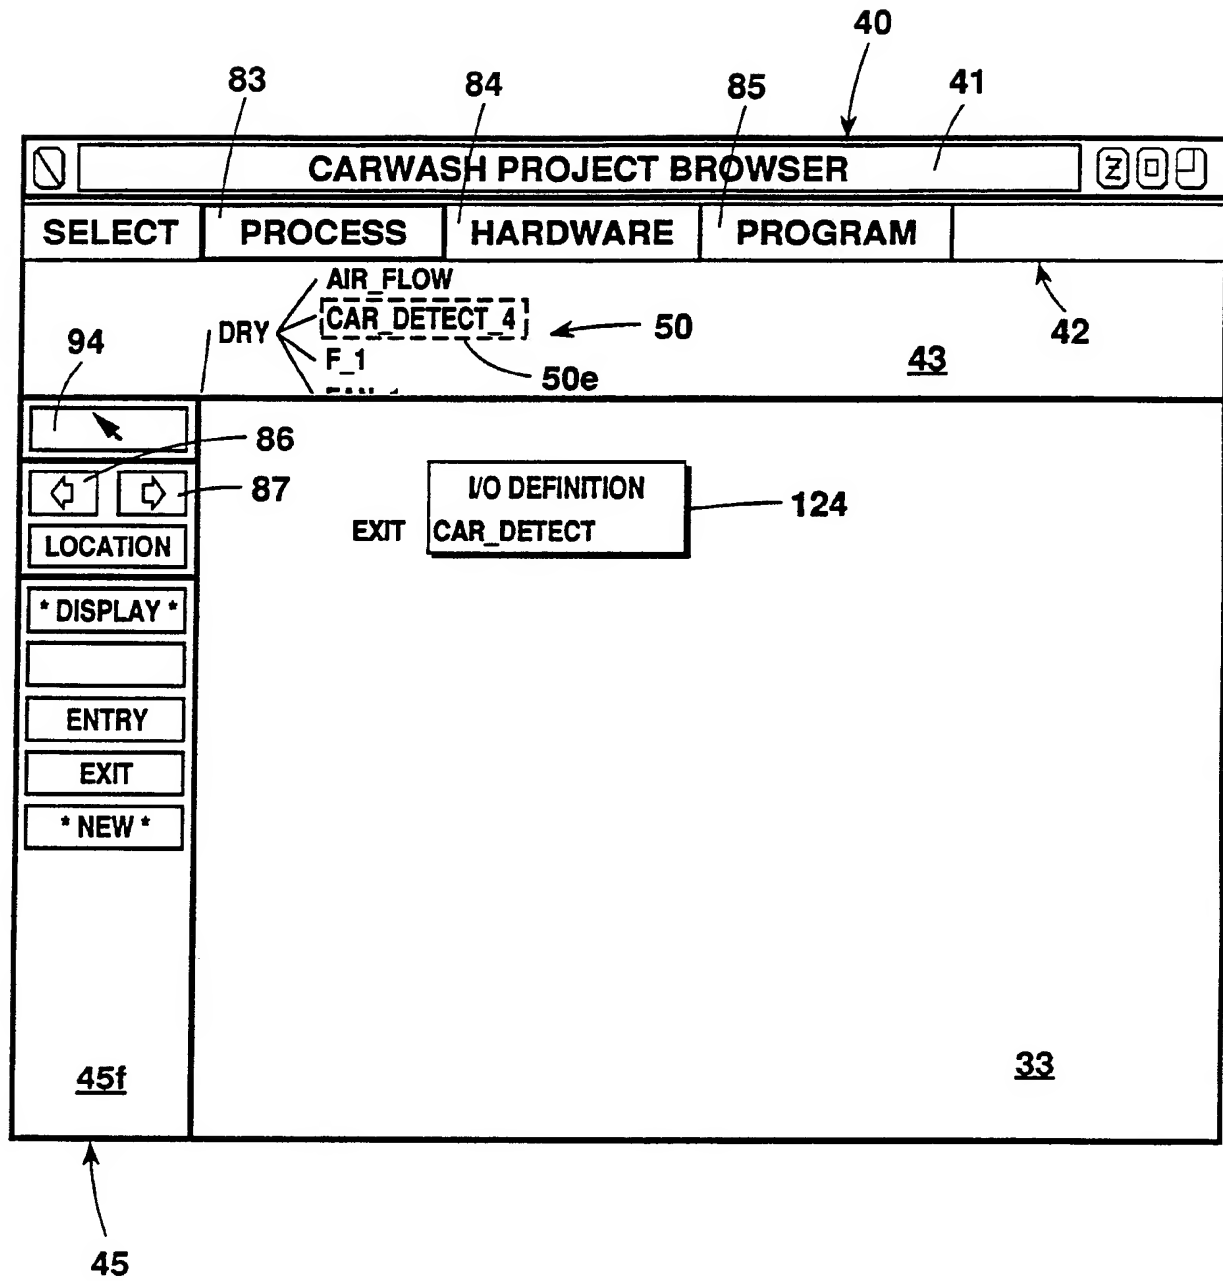 40
83 84 85 41
CARWASH PROJECT BROWSER
SELECT PROCESS HARDWARE PROGRAM
AIR_FLOW
DRY CAR_DETECT_4 50 42
94 F_1 50e 43
86
87 I/O DEFINITION 124
LOCATION EXIT CAR_DETECT
* DISPLAY *
ENTRY
EXIT
* NEW *
45f 33
45